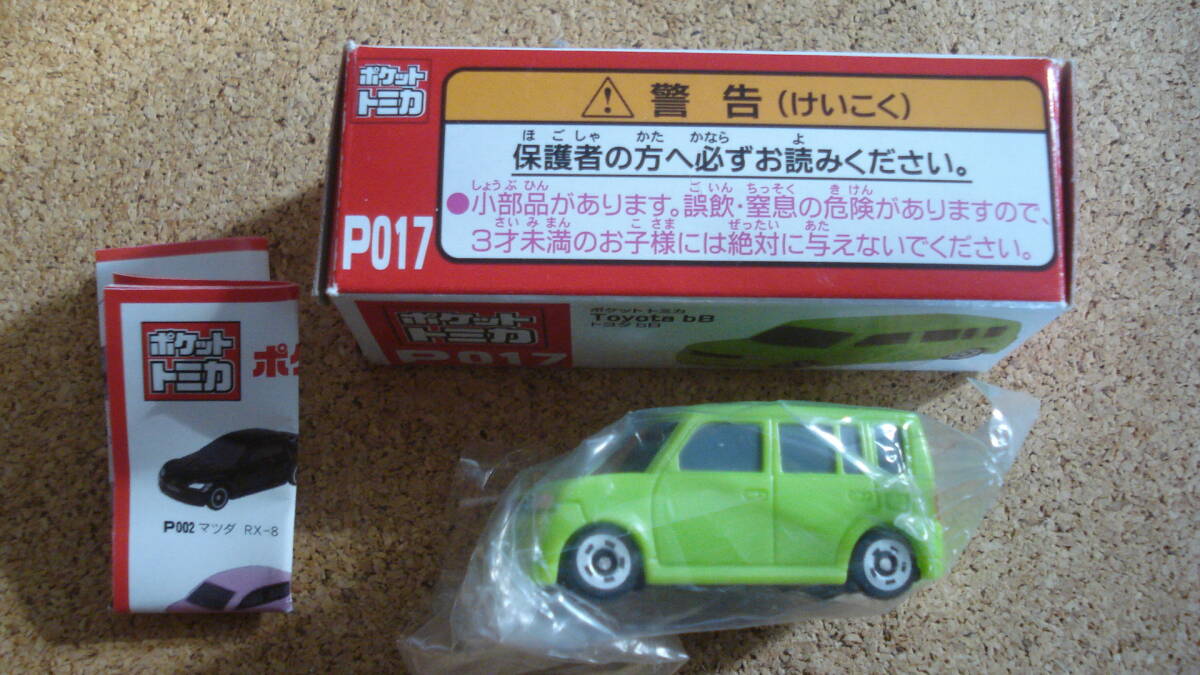 ポケット
トミカ
警告(けいこく)
ほごしゃ かた かなら よ
保護者の方へ必ずお読みください。
しょうぶひん ごいん ちっそく きけん
●小部品があります。誤飲・窒息の危険がありますので、
さいみまん こさま ぜったい あた
3才未満のお子様には絶対に与えないでください。
P017
ポケット
トミカ
P017
ポケットトミカ
Toyota bB
トヨタ bB
ポケット
トミカ
ポケ
P002 マツダ RX-8